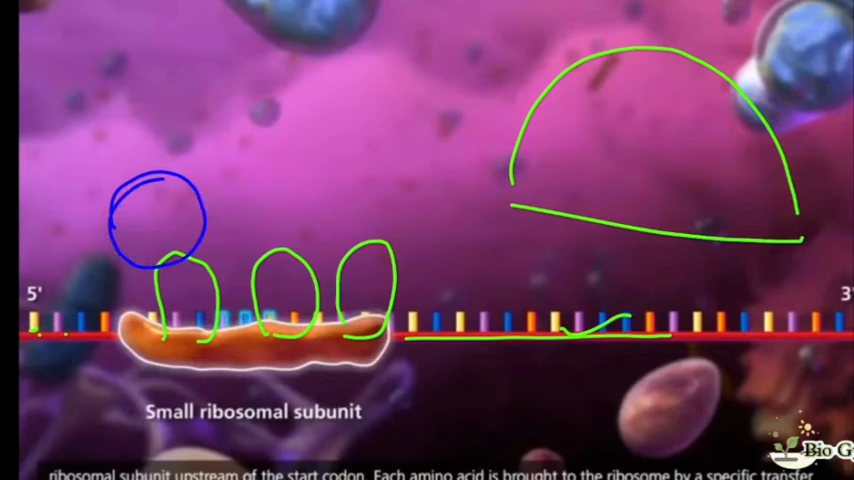 5'
3'
Small ribosomal subunit
Bio G
ribosomal subunit upstream of the start codon. Each amino acid is brought to the ribosome by a specific transfer